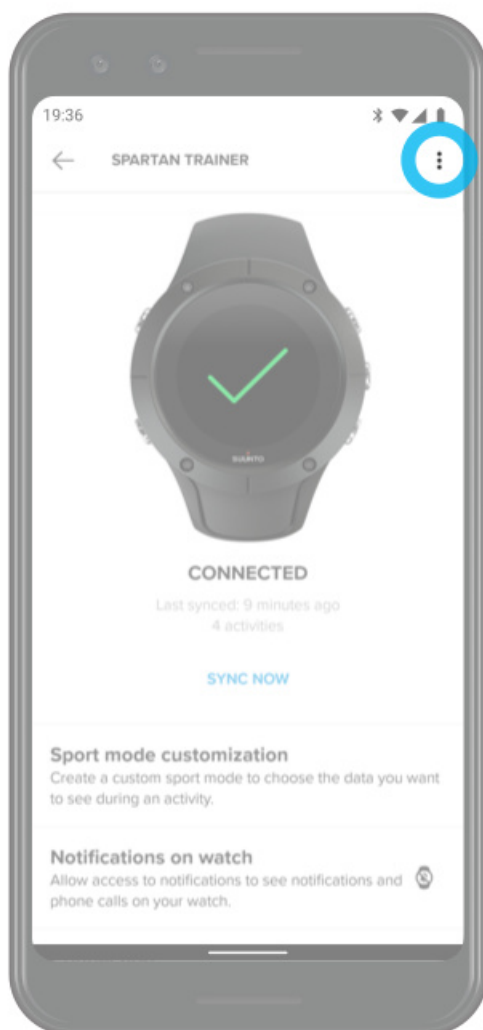 19:36
SPARTAN TRAINER
SUUNTO
CONNECTED
Last synced: 9 minutes ago
4 activities
SYNC NOW
Sport mode customization
Create a custom sport mode to choose the data you want
to see during an activity.
Notifications on watch
Allow access to notifications to see notifications and
phone calls on your watch.